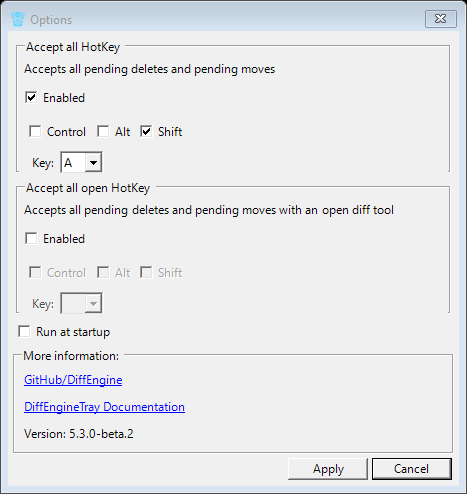 Options
Accept all HotKey
Accepts all pending deletes and pending moves
Enabled
Control Alt Shift
Key: A
Accept all open HotKey
Accepts all pending deletes and pending moves with an open diff tool
Enabled
Control Alt Shift
Key:
Run at startup
More information:
GitHub/DiffEngine
DiffEngineTray Documentation
Version: 5.3.0-beta.2
Apply Cancel